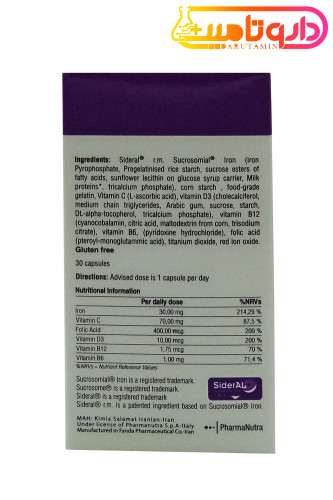 داروتامین
DARUTAMIN
Ingredients: Sideral® r.m. Sucrosomial® Iron (iron
Pyrophosphate, Pregelatinised rice starch, sucrose esters of
fatty acids, sunflower lecithin on glucose syrup carrier, Milk
proteins*, tricalcium phosphate), corn starch , food-grade
gelatin, Vitamin C (L-ascorbic acid), vitamin D3 (cholecalciferol,
medium chain triglycerides, Arabic gum, sucrose, starch,
DL-alpha-tocopherol, tricalcium phosphate), vitamin B12
(cyanocobalamin, citric acid, maltodextrin from corn, trisodium
citrate), vitamin B6, (pyridoxine hydrochloride), folic acid
(pteroyl-monoglutammic acid), titanium dioxide, red ion oxide.
Gluten free
30 capsules
Directions: Advised dose is 1 capsule per day
Nutritional Information
Per daily dose %NRVs
Iron 30,00 mg 214,29 %
Vitamin C 70,00 mg 87,5 %
Folic Acid 400,00 mcg 200 %
Vitamin D3 10,00 mcg 200 %
Vitamin B12 1,75 mcg 70 %
Vitamin B6 1,00 mg 71,4 %
%NRVs = Nutrient Reference Values
Sucrosomial® Iron is a registered trademark.
Sucrosome® is a registered trademark.
Sideral® is a registered trademark.
Sideral® r.m. is a patented ingredient based on Sucrosomial® Iron.
SiderAL
MAH: Kimia Salamat Iranian-Iran
Under license of Pharmanutra S.p.A-Italy
Manufactured in Fanda Pharmaceutical Co-Iran
PharmaNutra